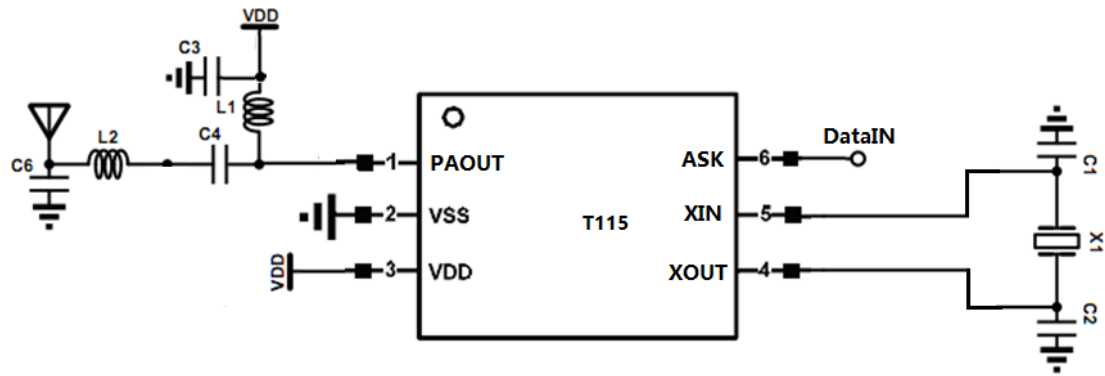 VDD
C3
L1
L2
C4
C6
1 PAOUT
2 VSS
3 VDD
VDD
T115
ASK 6
XIN 5
XOUT 4
DataIN
C1
X1
C2